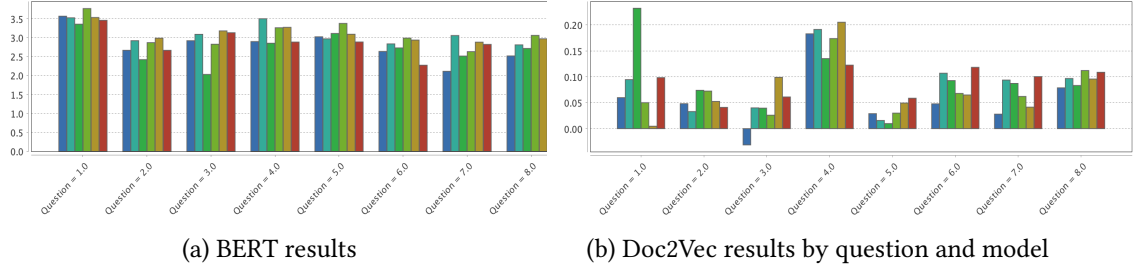 3.5
3.0
2.5
2.0
1.5
1.0
0.5
0.0
Question = 1.0
Question = 2.0
Question = 3.0
Question = 4.0
Question = 5.0
Question = 6.0
Question = 7.0
Question = 8.0
(a) BERT results
0.20
0.15
0.10
0.05
0.00
Question = 1.0
Question = 2.0
Question = 3.0
Question = 4.0
Question = 5.0
Question = 6.0
Question = 7.0
Question = 8.0
(b) Doc2Vec results by question and model